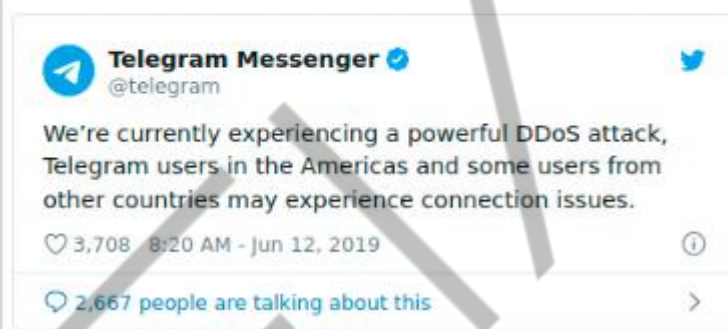 Telegram Messenger
@telegram
We’re currently experiencing a powerful DDoS attack,
Telegram users in the Americas and some users from
other countries may experience connection issues.
3,708 8:20 AM - Jun 12, 2019
2,667 people are talking about this